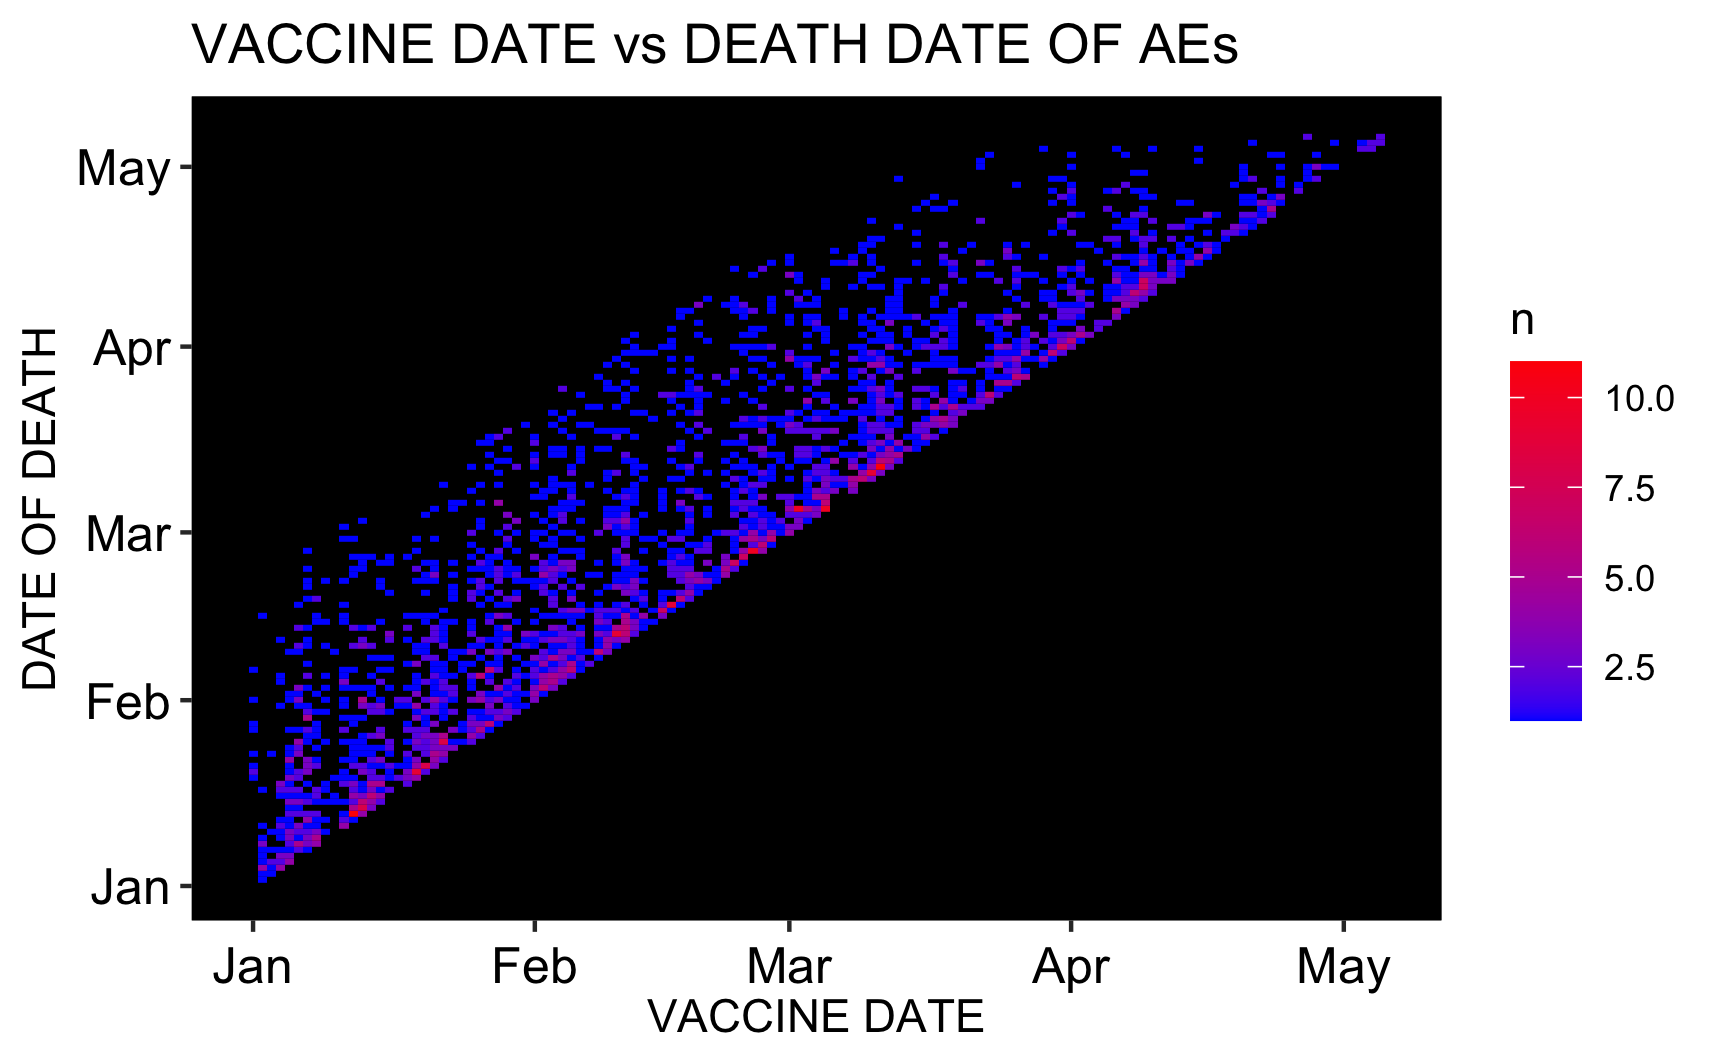 VACCINE DATE vs DEATH DATE OF AEs
DATE OF DEATH
May
Apr
Mar
Feb
Jan
Jan
Feb
Mar
Apr
May
VACCINE DATE
n
10.0
7.5
5.0
2.5